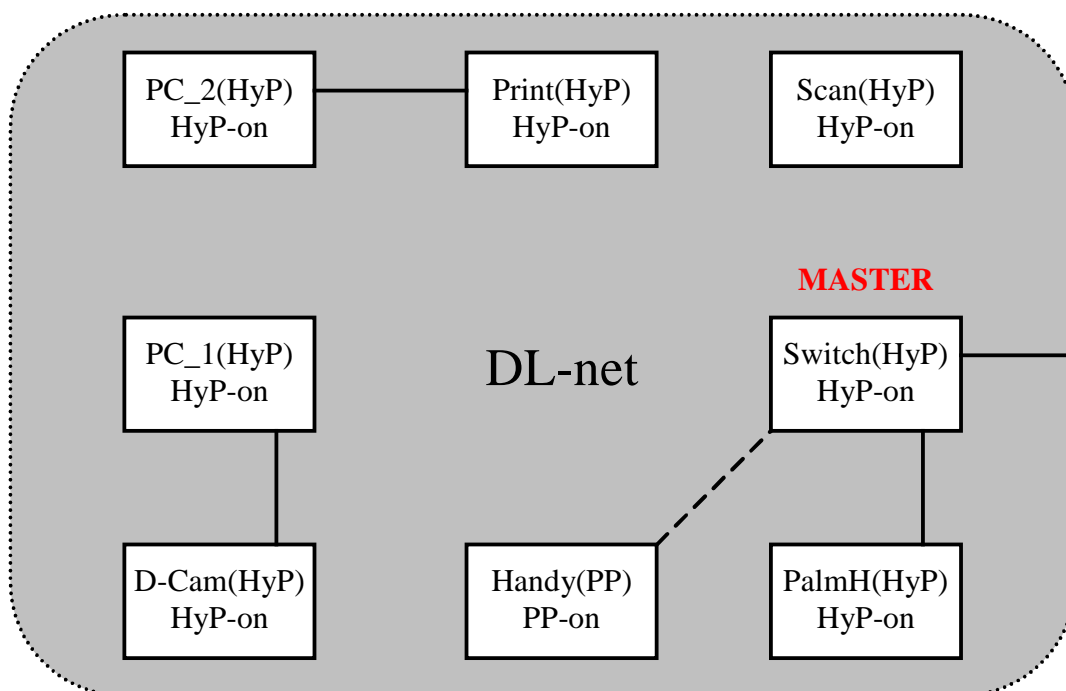 PC_2(HyP)
HyP-on
Print(HyP)
HyP-on
Scan(HyP)
HyP-on
MASTER
PC_1(HyP)
HyP-on
DL-net
Switch(HyP)
HyP-on
D-Cam(HyP)
HyP-on
Handy(PP)
PP-on
PalmH(HyP)
HyP-on